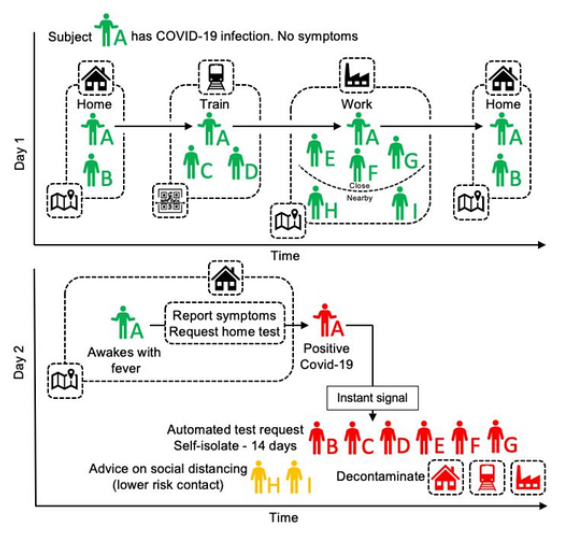 Subject A has COVID-19 infection. No symptoms
Home
Train
Work
Home
A
A
A
A
B
C
D
E
F
G
B
Close
Nearby
H
I
Day 1
Time
Report symptoms
Request home test
A
A
Awakes with
fever
Positive
Covid-19
Instant signal
Automated test request
Self-isolate - 14 days
B C D E F G
Advice on social distancing
(lower risk contact)
H I
Decontaminate
Day 2
Time